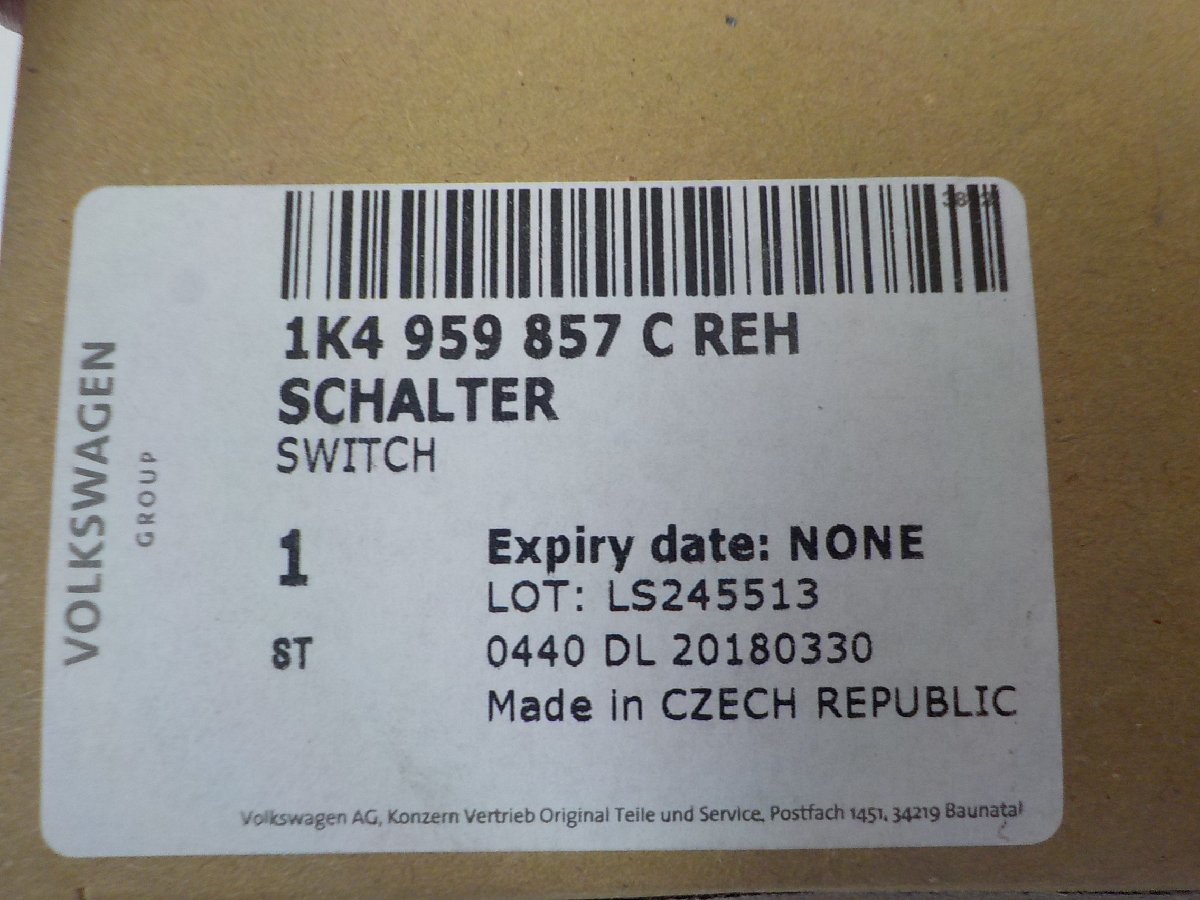 1K4 959 857 C REH
SCHALTER
SWITCH
VOLKSWAGEN
GROUP
1
Expiry date: NONE
LOT: LS245513
ST
0440 DL 20180330
Made in CZECH REPUBLIC
Volkswagen AG, Konzern Vertrieb Original Teile und Service, Postfach 1451, 34219 Baunatal